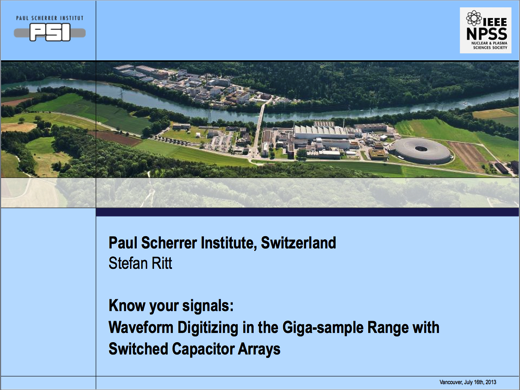 PAUL SCHERRER INSTITUT
PSI
IEEE
NPSS
NUCLEAR & PLASMA
SCIENCES SOCIETY
Paul Scherrer Institute, Switzerland
Stefan Ritt
Know your signals:
Waveform Digitizing in the Giga-sample Range with
Switched Capacitor Arrays
Vancouver, July 16th, 2013